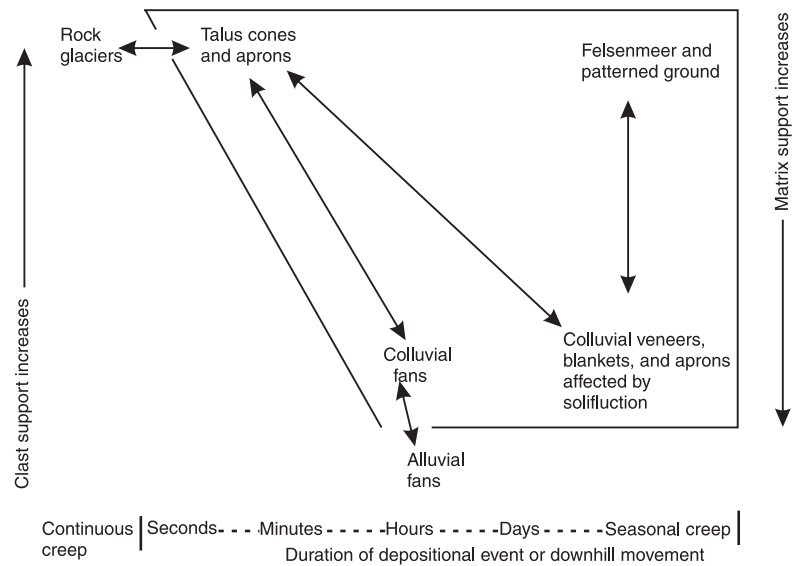 Rock
glaciers
Talus cones
and aprons
Felsenmeer and
patterned ground
Matrix support increases
Clast support increases
Colluvial
fans
Colluvial veneers,
blankets, and aprons
affected by
solifluction
Alluvial
fans
Continuous
creep
Seconds Minutes Hours Days Seasonal creep
Duration of depositional event or downhill movement